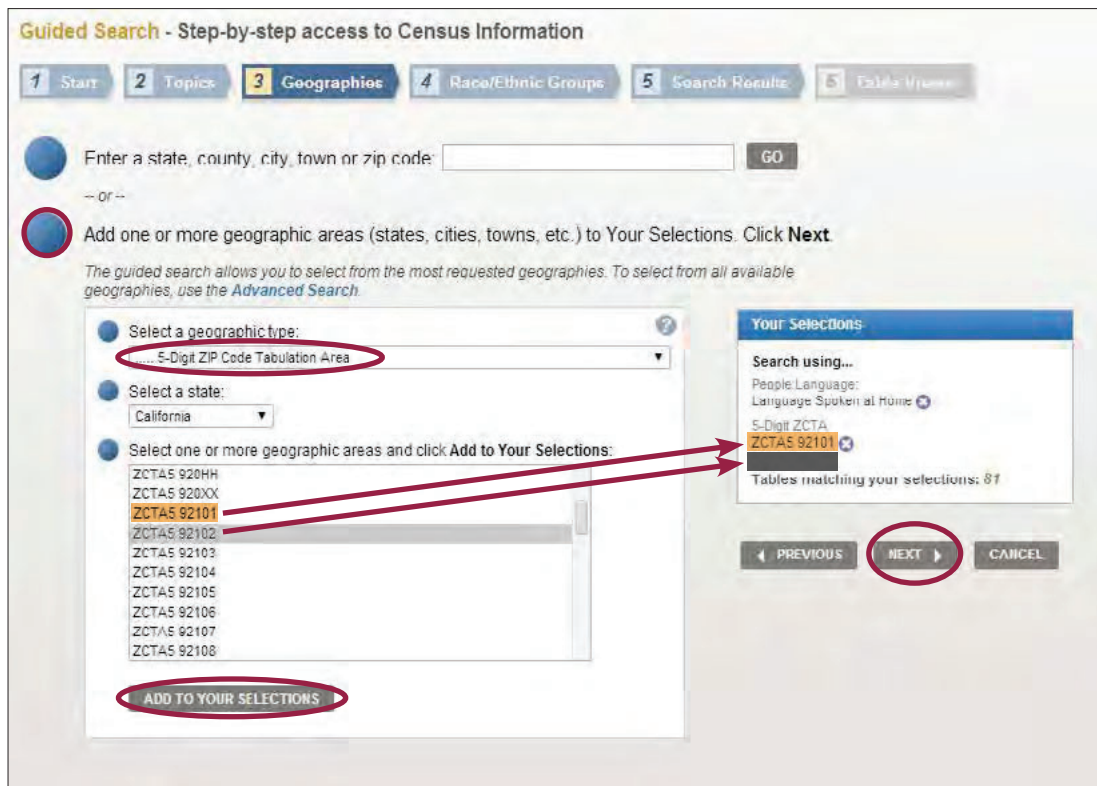 Guided Search - Step-by-step access to Census Information
1 Start 2 Topics 3 Geographies 4 Race/Ethnic Groups 5 Search Results 6 Table Viewer
Enter a state, county, city, town or zip code: GO
-- or --
Add one or more geographic areas (states, cities, towns, etc.) to Your Selections. Click Next.
The guided search allows you to select from the most requested geographies. To select from all available
geographies, use the Advanced Search.
Select a geographic type:
..... 5-Digit ZIP Code Tabulation Area
Select a state:
California
Select one or more geographic areas and click Add to Your Selections:
ZCTA5 920HH
ZCTA5 920XX
ZCTA5 92101
ZCTA5 92102
ZCTA5 92103
ZCTA5 92104
ZCTA5 92105
ZCTA5 92106
ZCTA5 92107
ZCTA5 92108
ADD TO YOUR SELECTIONS
Your Selections
Search using...
People:Language:
Language Spoken at Home
5-Digit ZCTA
ZCTA5 92101
Tables matching your selections: 81
PREVIOUS NEXT CANCEL